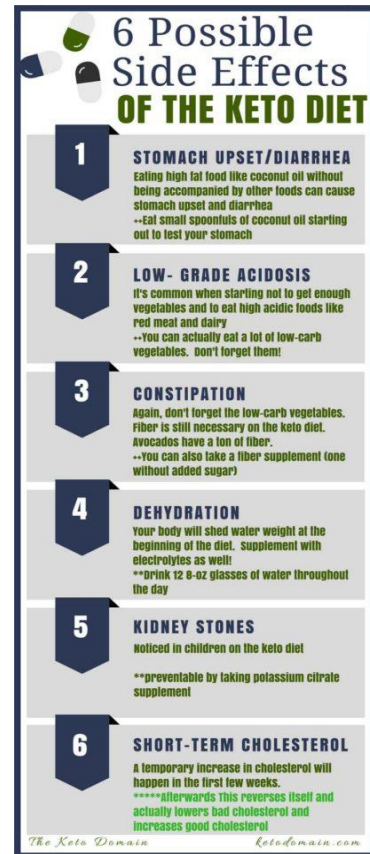 6 Possible
Side Effects
OF THE KETO DIET
1
STOMACH UPSET/DIARRHEA
Eating high fat food like coconut oil without
being accompanied by other foods can cause
stomach upset and diarrhea
**Eat small spoonfuls of coconut oil starting
out to test your stomach
2
LOW- GRADE ACIDOSIS
It's common when starting not to get enough
vegetables and to eat high acidic foods like
red meat and dairy
**You can actually eat a lot of low-carb
vegetables. Don't forget them!
3
CONSTIPATION
Again, don't forget the low-carb vegetables.
Fiber is still necessary on the keto diet.
Avocados have a ton of fiber.
**You can also take a fiber supplement (one
without added sugar)
4
DEHYDRATION
Your body will shed water weight at the
beginning of the diet. Supplement with
electrolytes as well!
**Drink 12 8-oz glasses of water throughout
the day
5
KIDNEY STONES
Noticed in children on the keto diet
**preventable by taking potassium citrate
supplement
6
SHORT-TERM CHOLESTEROL
A temporary increase in cholesterol will
happen in the first few weeks.
*****Afterwards This reverses itself and
actually lowers bad cholesterol and
increases good cholesterol
The Keto Domain
ketodomain.com